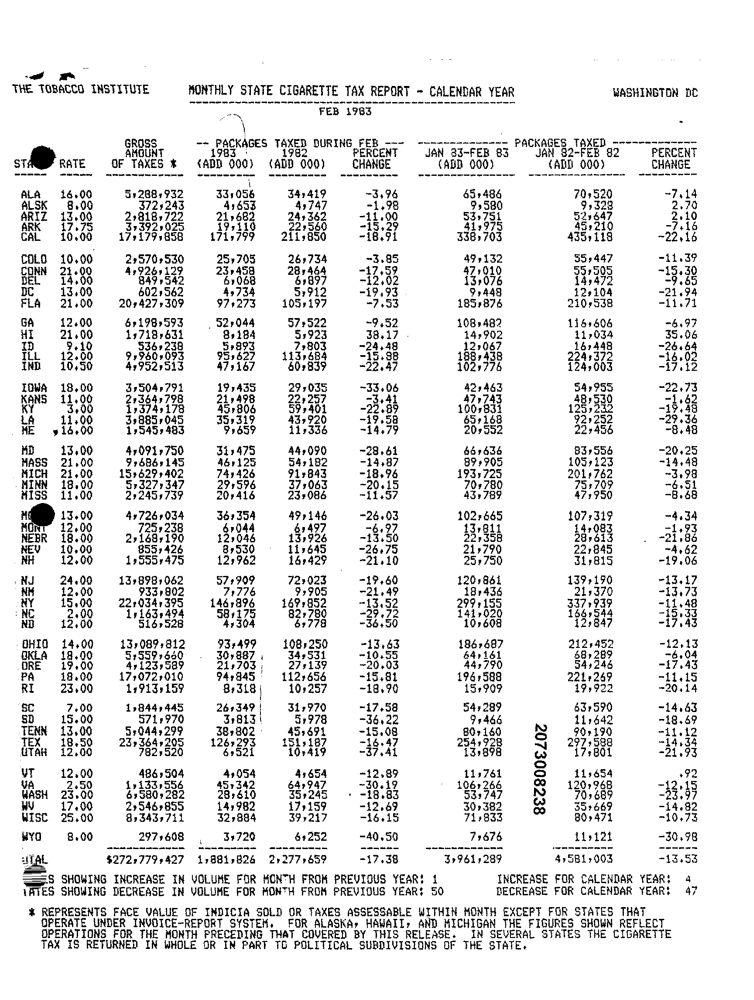 THE TOBACCO INSTITUTE MONTHLY STATE CIGARETTE TAX REPORT - CALENDAR YEAR WASHINGTON DC
FEB 1983
GROSS -- PACKAGES TAXED DURING FEB --- -------------- PACKAGES TAXED ------------
AMOUNT 1983 1982 PERCENT JAN 83-FEB 83 JAN 82-FEB 82 PERCENT
STA RATE OF TAXES * (ADD 000) (ADD 000) CHANGE (ADD 000) (ADD 000) CHANGE
ALA 16.00 5,288,932 33,056 34,419 -3.96 65,486 70,520 -7.14
ALSK 8.00 372,243 4,653 4,747 -1.98 9,580 9,328 2.70
ARIZ 13.00 2,818,722 21,682 24,362 -11.00 53,751 52,647 2.10
ARK 17.75 3,392,025 19,110 22,560 -15.29 41,975 45,210 -7.16
CAL 10.00 17,179,858 171,799 211,850 -18.91 338,703 435,118 -22.16
COLO 10.00 2,570,530 25,705 26,734 -3.85 49,132 55,447 -11.39
CONN 21.00 4,926,129 23,458 28,464 -17.59 47,010 55,505 -15.30
DEL 14.00 849,542 6,068 6,897 -12.02 13,076 14,472 -9.65
DC 13.00 602,562 4,734 5,912 -19.93 9,448 12,104 -21.94
FLA 21.00 20,427,309 97,273 105,197 -7.53 185,876 210,538 -11.71
GA 12.00 6,198,593 52,044 57,522 -9.52 108,482 116,606 -6.97
HI 21.00 1,718,631 8,184 5,923 38.17 14,902 11,034 35.06
ID 9.10 536,238 5,893 7,803 -24.48 12,067 16,448 -26.64
ILL 12.00 9,960,093 95,627 113,684 -15.88 188,438 224,372 -16.02
IND 10.50 4,952,513 47,167 60,839 -22.47 102,776 124,003 -17.12
IOWA 18.00 3,504,791 19,435 29,035 -33.06 42,463 54,955 -22.73
KANS 11.00 2,364,798 21,498 22,257 -3.41 47,743 48,530 -1.62
KY 3.00 1,374,178 45,806 59,401 -22.89 100,831 125,232 -19.48
LA 11.00 3,885,045 35,319 43,920 -19.58 65,168 92,252 -29.36
ME 16.00 1,545,483 9,659 11,336 -14.79 20,552 22,456 -8.48
MD 13.00 4,091,750 31,475 44,090 -28.61 66,636 83,556 -20.25
MASS 21.00 9,686,145 46,125 54,182 -14.87 89,905 105,123 -14.48
MICH 21.00 15,629,402 74,426 91,843 -18.96 193,725 201,762 -3.98
MINN 18.00 5,327,347 29,596 37,063 -20.15 70,780 75,709 -6.51
MISS 11.00 2,245,739 20,416 23,086 -11.57 43,789 47,950 -8.68
13.00 4,726,034 36,354 49,146 -26.03 102,665 107,319 -4.34
MONT 12.00 725,238 6,044 6,497 -6.97 13,811 14,083 -1.93
NEBR 18.00 2,168,190 12,046 13,926 -13.50 22,358 28,613 -21.86
NEV 10.00 855,426 8,530 11,645 -26.75 21,790 22,845 -4.62
NH 12.00 1,555,475 12,962 16,429 -21.10 25,750 31,815 -19.06
NJ 24.00 13,898,062 57,909 72,023 -19.60 120,861 139,190 -13.17
NM 12.00 933,802 7,776 9,905 -21.49 18,436 21,370 -13.73
NY 15.00 22,034,395 146,896 169,852 -13.52 299,155 337,939 -11.48
NC 2.00 1,163,494 58,175 82,780 -29.72 141,020 166,544 -15.33
ND 12.00 516,528 4,304 6,778 -36.50 10,608 12,847 -17.43
OHIO 14.00 13,089,812 93,499 108,250 -13.63 186,687 212,452 -12.13
OKLA 18.00 5,559,660 30,887 34,531 -10.55 64,161 68,289 -6.04
ORE 19.00 4,123,589 21,703 27,139 -20.03 44,790 54,246 -17.43
PA 18.00 17,072,010 94,845 112,656 -15.81 196,588 221,269 -11.15
RI 23.00 1,913,159 8,318 10,257 -18.90 15,909 19,922 -20.14
SC 7.00 1,844,445 26,349 31,970 -17.58 54,289 63,590 -14.63
SD 15.00 571,970 3,813 5,978 -36.22 9,466 11,642 -18.69
TENN 13.00 5,044,299 38,802 45,691 -15.08 80,160 90,190 -11.12
TEX 18.50 23,364,205 126,293 151,187 -16.47 254,928 297,588 -14.34
UTAH 12.00 782,520 6,521 10,419 -37.41 13,898 17,801 -21.93
VT 12.00 486,504 4,054 4,654 -12.89 11,761 11,654 .92
VA 2.50 1,133,556 45,342 64,947 -30.19 106,266 120,968 -12.15
WASH 23.00 6,580,282 28,610 35,245 -18.83 53,747 70,689 -23.97
WV 17.00 2,546,855 14,982 17,159 -12.69 30,382 35,669 -14.82
WISC 25.00 8,343,711 32,884 39,217 -16.15 71,833 80,471 -10.73
WYO 8.00 297,608 3,720 6,252 -40.50 7,676 11,121 -30.98
$272,779,427 1,881,826 2,277,659 -17.38 3,961,289 4,581,003 -13.53
SHOWING INCREASE IN VOLUME FOR MONTH FROM PREVIOUS YEAR: 1 INCREASE FOR CALENDAR YEAR: 4
SHOWING DECREASE IN VOLUME FOR MONTH FROM PREVIOUS YEAR: 50 DECREASE FOR CALENDAR YEAR: 47
* REPRESENTS FACE VALUE OF INDICIA SOLD OR TAXES ASSESSABLE WITHIN MONTH EXCEPT FOR STATES THAT
OPERATE UNDER INVOICE-REPORT SYSTEM. FOR ALASKA, HAWAII, AND MICHIGAN THE FIGURES SHOWN REFLECT
OPERATIONS FOR THE MONTH PRECEDING THAT COVERED BY THIS RELEASE. IN SEVERAL STATES THE CIGARETTE
TAX IS RETURNED IN WHOLE OR IN PART TO POLITICAL SUBDIVISIONS OF THE STATE.
2073008238